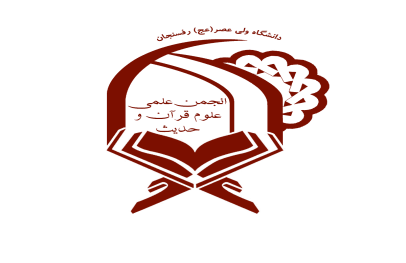 دانشگاه ولی عصر(عج) رفسنجان
انجمن علمی
علوم قرآن و
حدیث